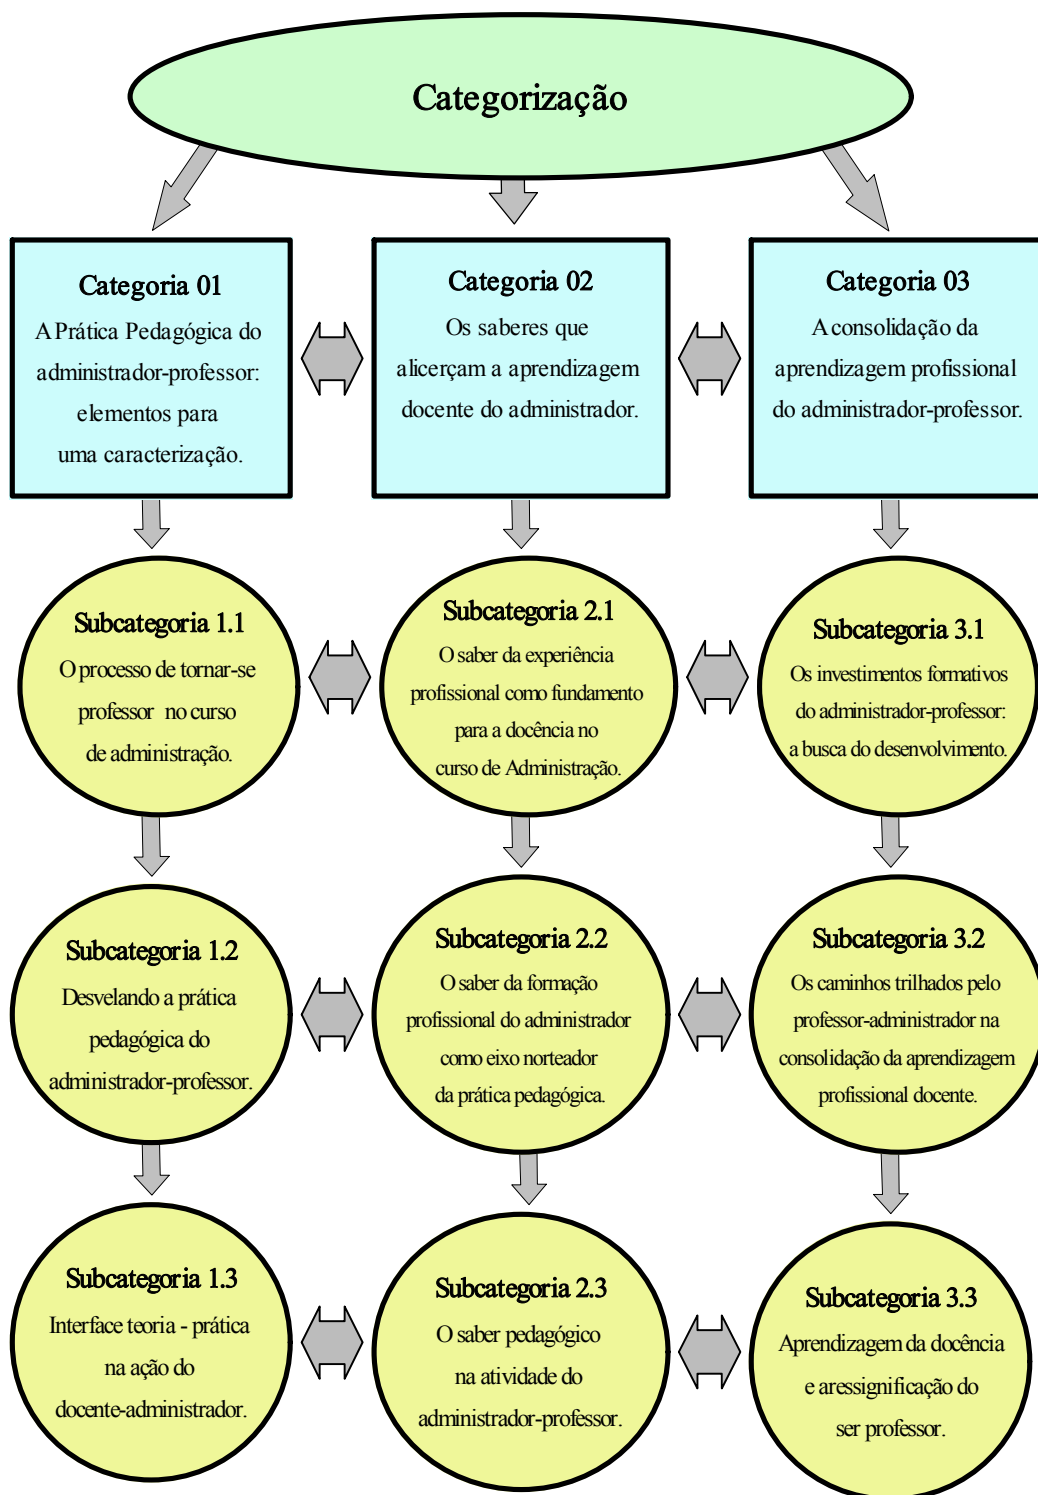 Categorização
Categoria 01
A Prática Pedagógica do
administrador-professor:
elementos para
uma caracterização.
Categoria 02
Os saberes que
alicerçam a aprendizagem
docente do administrador.
Categoria 03
A consolidação da
aprendizagem profissional
do administrador-professor.
Subcategoria 1.1
O processo de tornar-se
professor no curso
de administração.
Subcategoria 2.1
O saber da experiência
profissional como fundamento
para a docência no
curso de Administração.
Subcategoria 3.1
Os investimentos formativos
do administrador-professor:
a busca do desenvolvimento.
Subcategoria 1.2
Desvelando a prática
pedagógica do
administrador-professor.
Subcategoria 2.2
O saber da formação
profissional do administrador
como eixo norteador
da prática pedagógica.
Subcategoria 3.2
Os caminhos trilhados pelo
professor-administrador na
consolidação da aprendizagem
profissional docente.
Subcategoria 1.3
Interface teoria - prática
na ação do
docente-administrador.
Subcategoria 2.3
O saber pedagógico
na atividade do
administrador-professor.
Subcategoria 3.3
Aprendizagem da docência
e aressignificação do
ser professor.